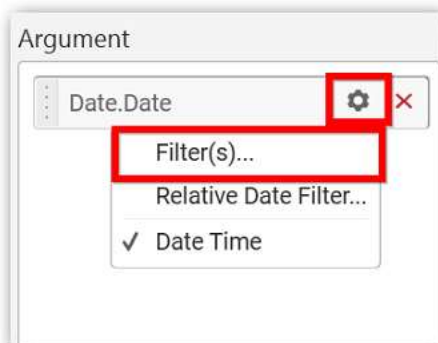 Argument
Date.Date
Filter(s)...
Relative Date Filter...
✓ Date Time